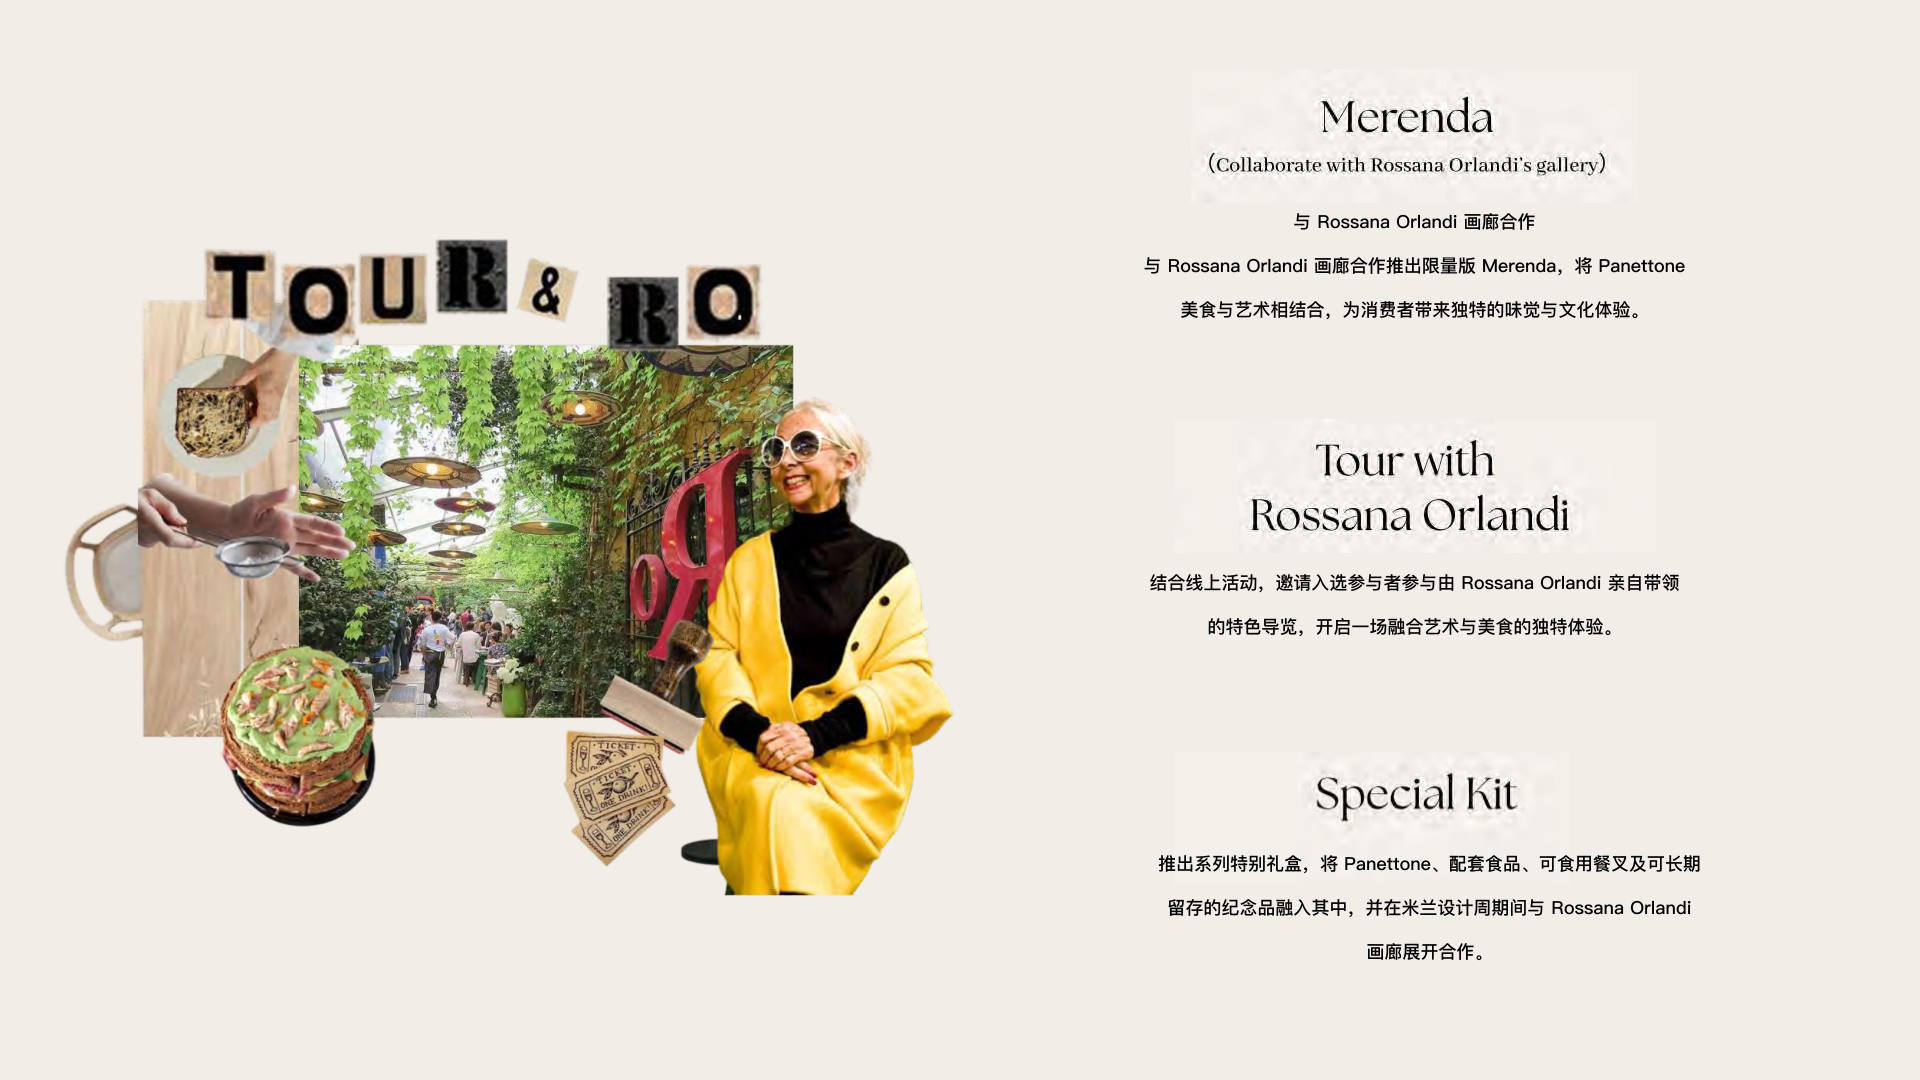 TOUR & RO
RO
TICKET
TICKET
ONE DRINK!
ONE DRINK!
Merenda
（Collaborate with Rossana Orlandi's gallery）
与 Rossana Orlandi 画廊合作
与 Rossana Orlandi 画廊合作推出限量版 Merenda，将 Panettone
美食与艺术相结合，为消费者带来独特的味觉与文化体验。
Tour with
Rossana Orlandi
结合线上活动，邀请入选参与者参与由 Rossana Orlandi 亲自带领
的特色导览，开启一场融合艺术与美食的独特体验。
Special Kit
推出系列特别礼盒，将 Panettone、配套食品、可食用餐叉及可长期
留存的纪念品融入其中，并在米兰设计周期间与 Rossana Orlandi
画廊展开合作。